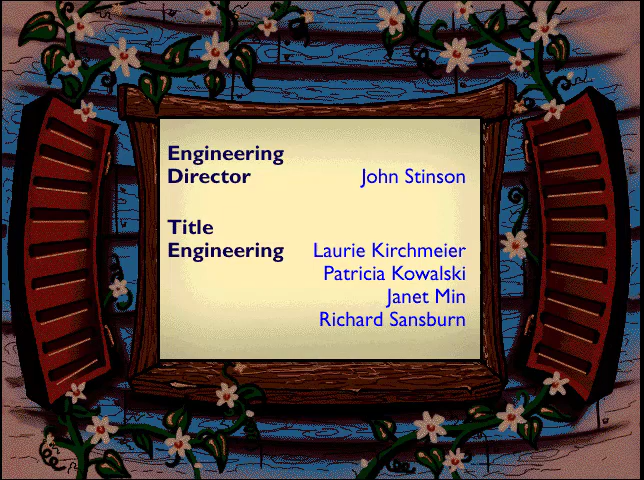 Engineering
Director John Stinson
Title
Engineering Laurie Kirchmeier
Patricia Kowalski
Janet Min
Richard Sansburn